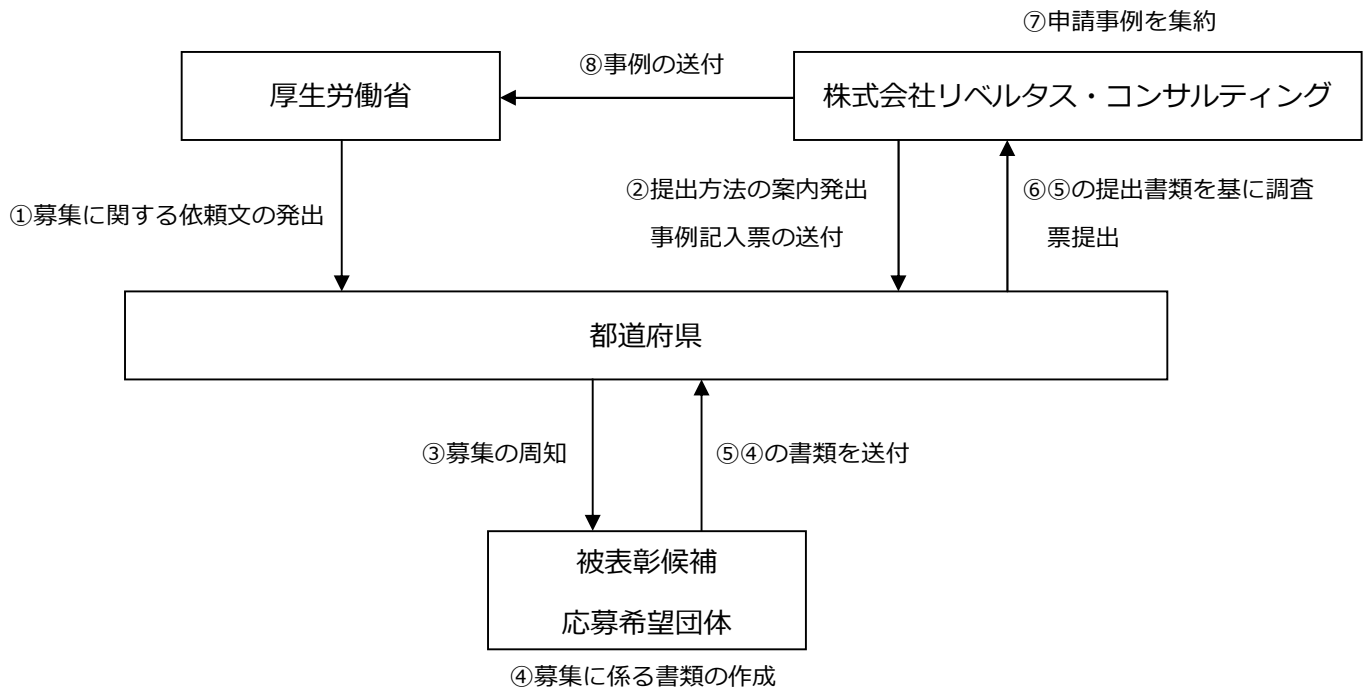 ⑦申請事例を集約
⑧事例の送付
厚生労働省
株式会社リベルタス・コンサルティング
①募集に関する依頼文の発出
②提出方法の案内発出
事例記入票の送付
⑥⑤の提出書類を基に調査
票提出
都道府県
③募集の周知
⑤④の書類を送付
被表彰候補
応募希望団体
④募集に係る書類の作成